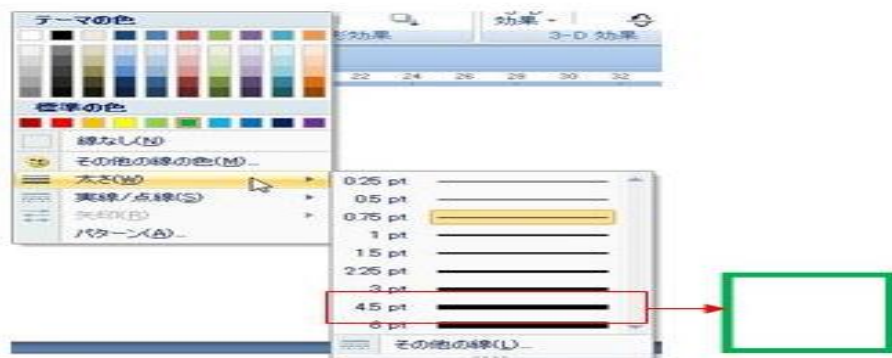 テーマの色
効果
3-D 効果
22 24 26 28 30 32
標準の色
線なし(N)
その他の線の色(M)...
太さ(W)
実線/点線(S)
矢印(R)
パターン(A)...
0.25 pt
0.5 pt
0.75 pt
1 pt
1.5 pt
2.25 pt
3 pt
4.5 pt
6 pt
その他の線(L)...